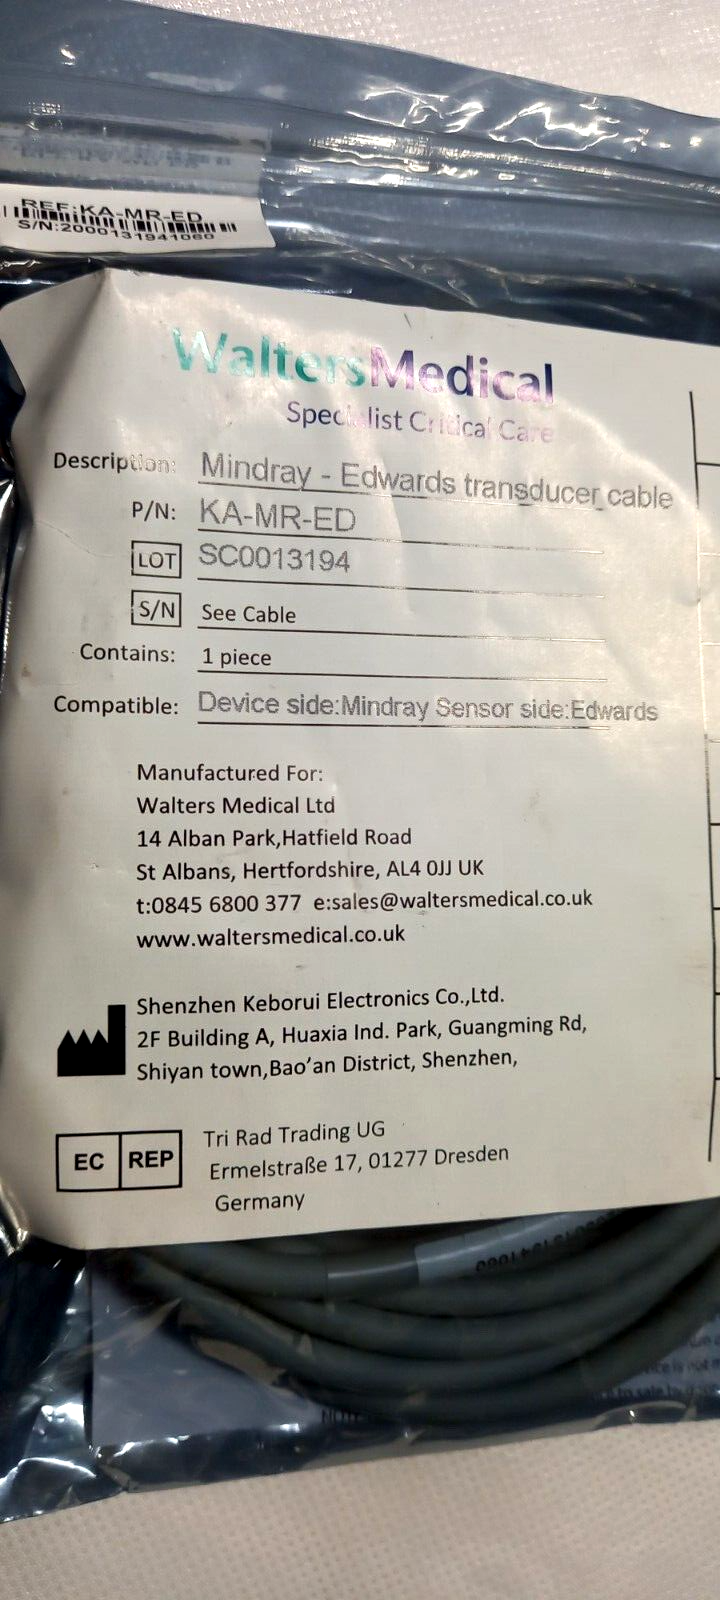 REF:KA-MR-ED
S/N:2000131941060
WaltersMedical
Specialist Critical Care
Description: Mindray - Edwards transducer cable
P/N: KA-MR-ED
LOT SC0013194
S/N See Cable
Contains: 1 piece
Compatible: Device side:Mindray Sensor side:Edwards
Manufactured For:
Walters Medical Ltd
14 Alban Park,Hatfield Road
St Albans, Hertfordshire, AL4 0JJ UK
t:0845 6800 377 e:sales@waltersmedical.co.uk
www.waltersmedical.co.uk
Shenzhen Keborui Electronics Co.,Ltd.
2F Building A, Huaxia Ind. Park, Guangming Rd,
Shiyan town,Bao'an District, Shenzhen,
EC REP
Tri Rad Trading UG
Ermelstraße 17, 01277 Dresden
Germany